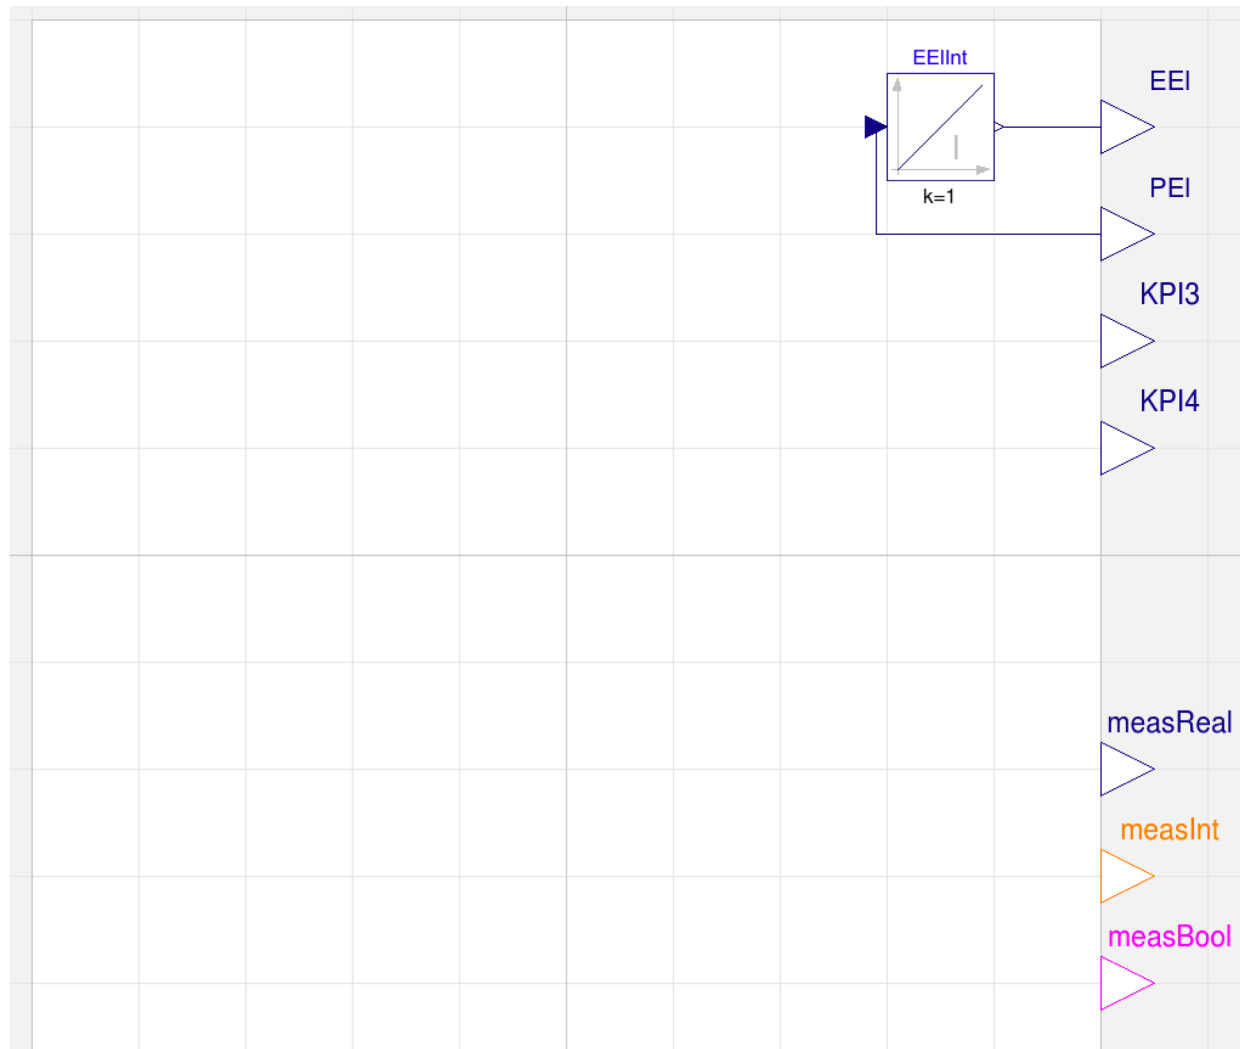 EEIInt
EEI
I
k=1
PEI
KPI3
KPI4
measReal
measInt
measBool